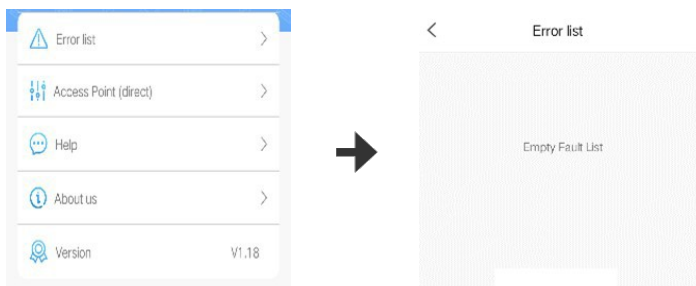 Error list
Access Point (direct)
Help
About us
Version V1.18
Error list
Empty Fault List